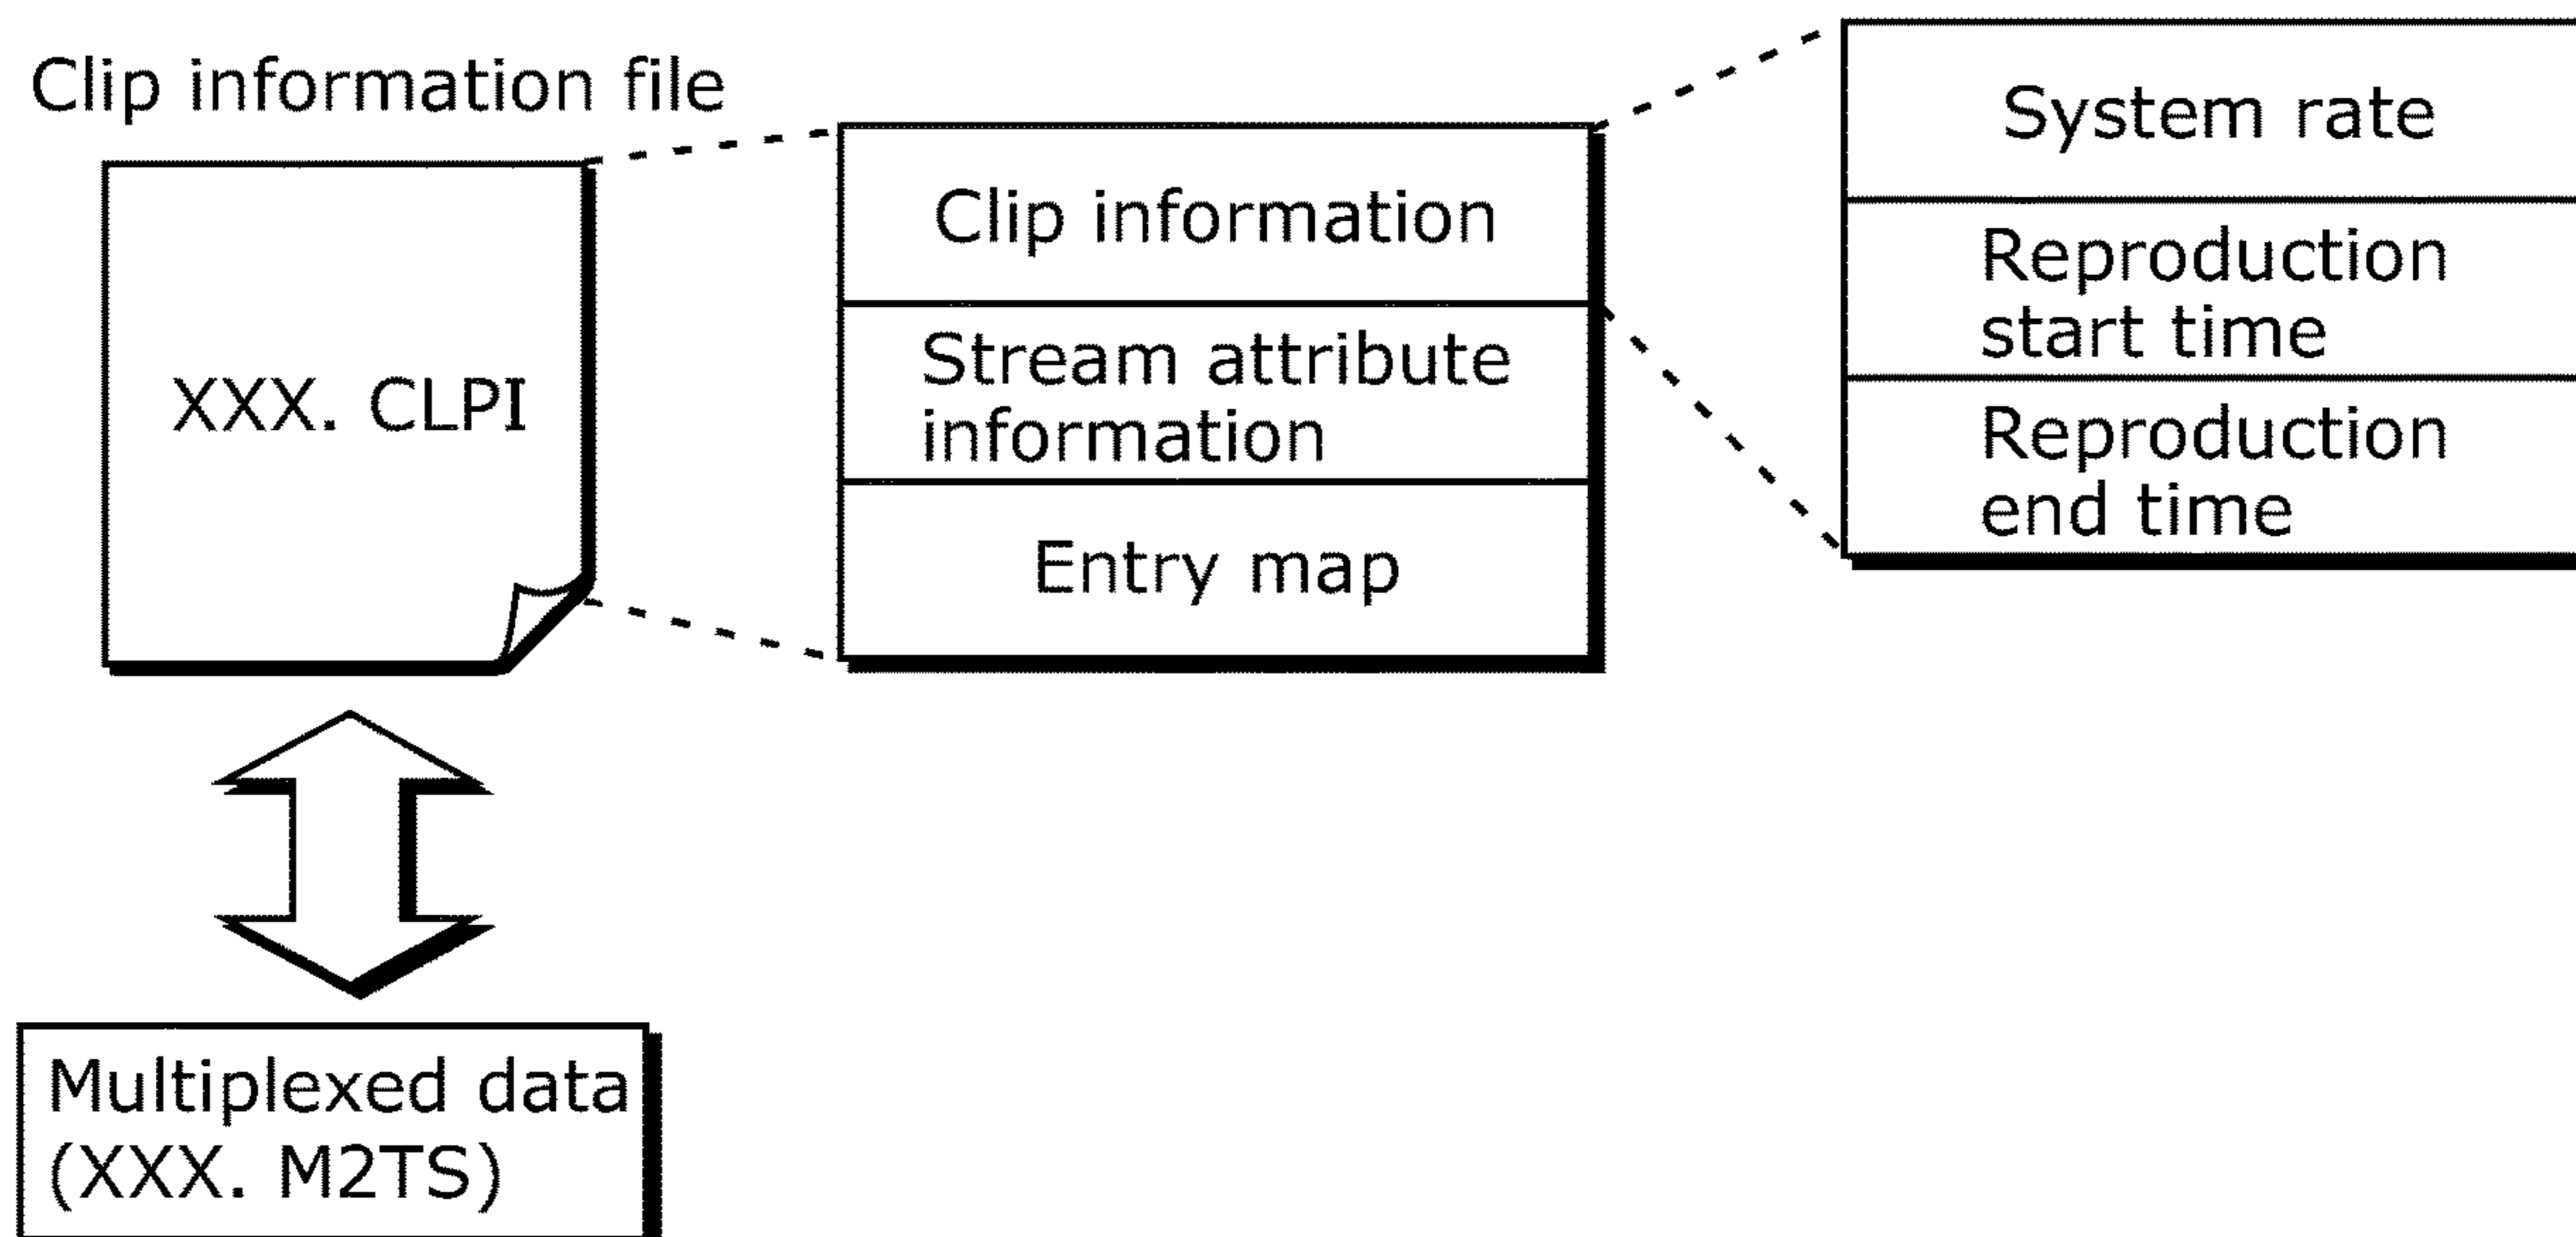 Clip information file
XXX. CLPI
Clip information
Stream attribute
information
Entry map
System rate
Reproduction
start time
Reproduction
end time
Multiplexed data
(XXX. M2TS)